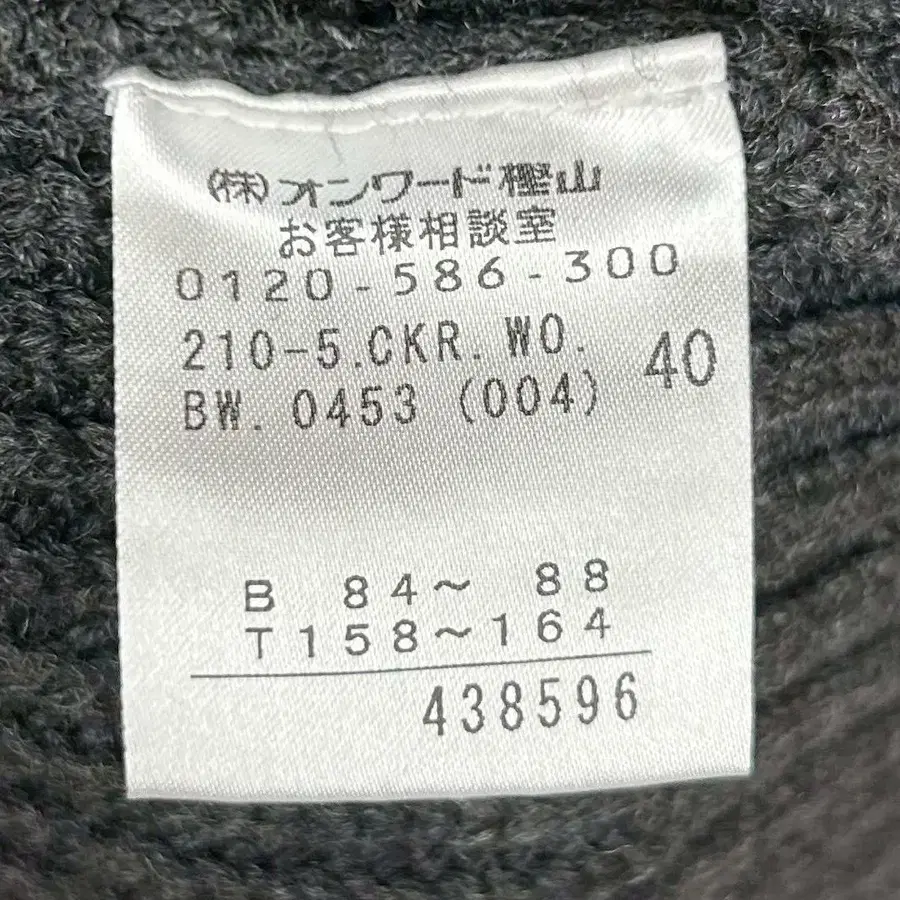 (株)オンワード樫山
お客様相談室
0120-586-300
210-5.CKR.WO. 40
BW. 0453 (004)
B 84~ 88
T158~164
438596